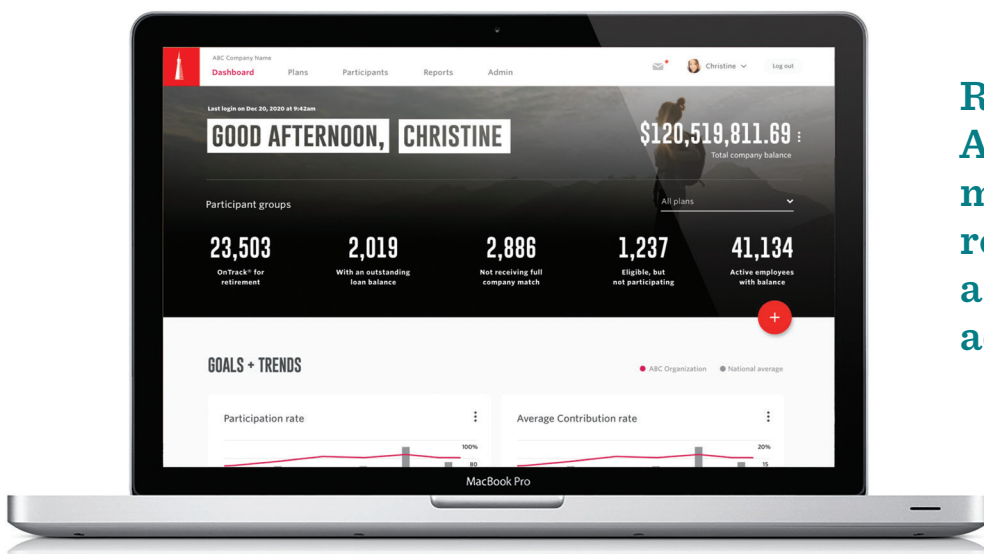 ABC Company Name
Dashboard Plans Participants Reports Admin
Christine
Log out
Last login on Dec 20, 2020 at 9:42am
GOOD AFTERNOON, CHRISTINE
$120,519,811.69
Total company balance
Participant groups
All plans
23,503
OnTrack® for
retirement
2,019
With an outstanding
loan balance
2,886
Not receiving full
company match
1,237
Eligible, but
not participating
41,134
Active employees
with balance
+
GOALS + TRENDS
ABC Organization
National average
Participation rate
100%
80
Average Contribution rate
20%
15
MacBook Pro